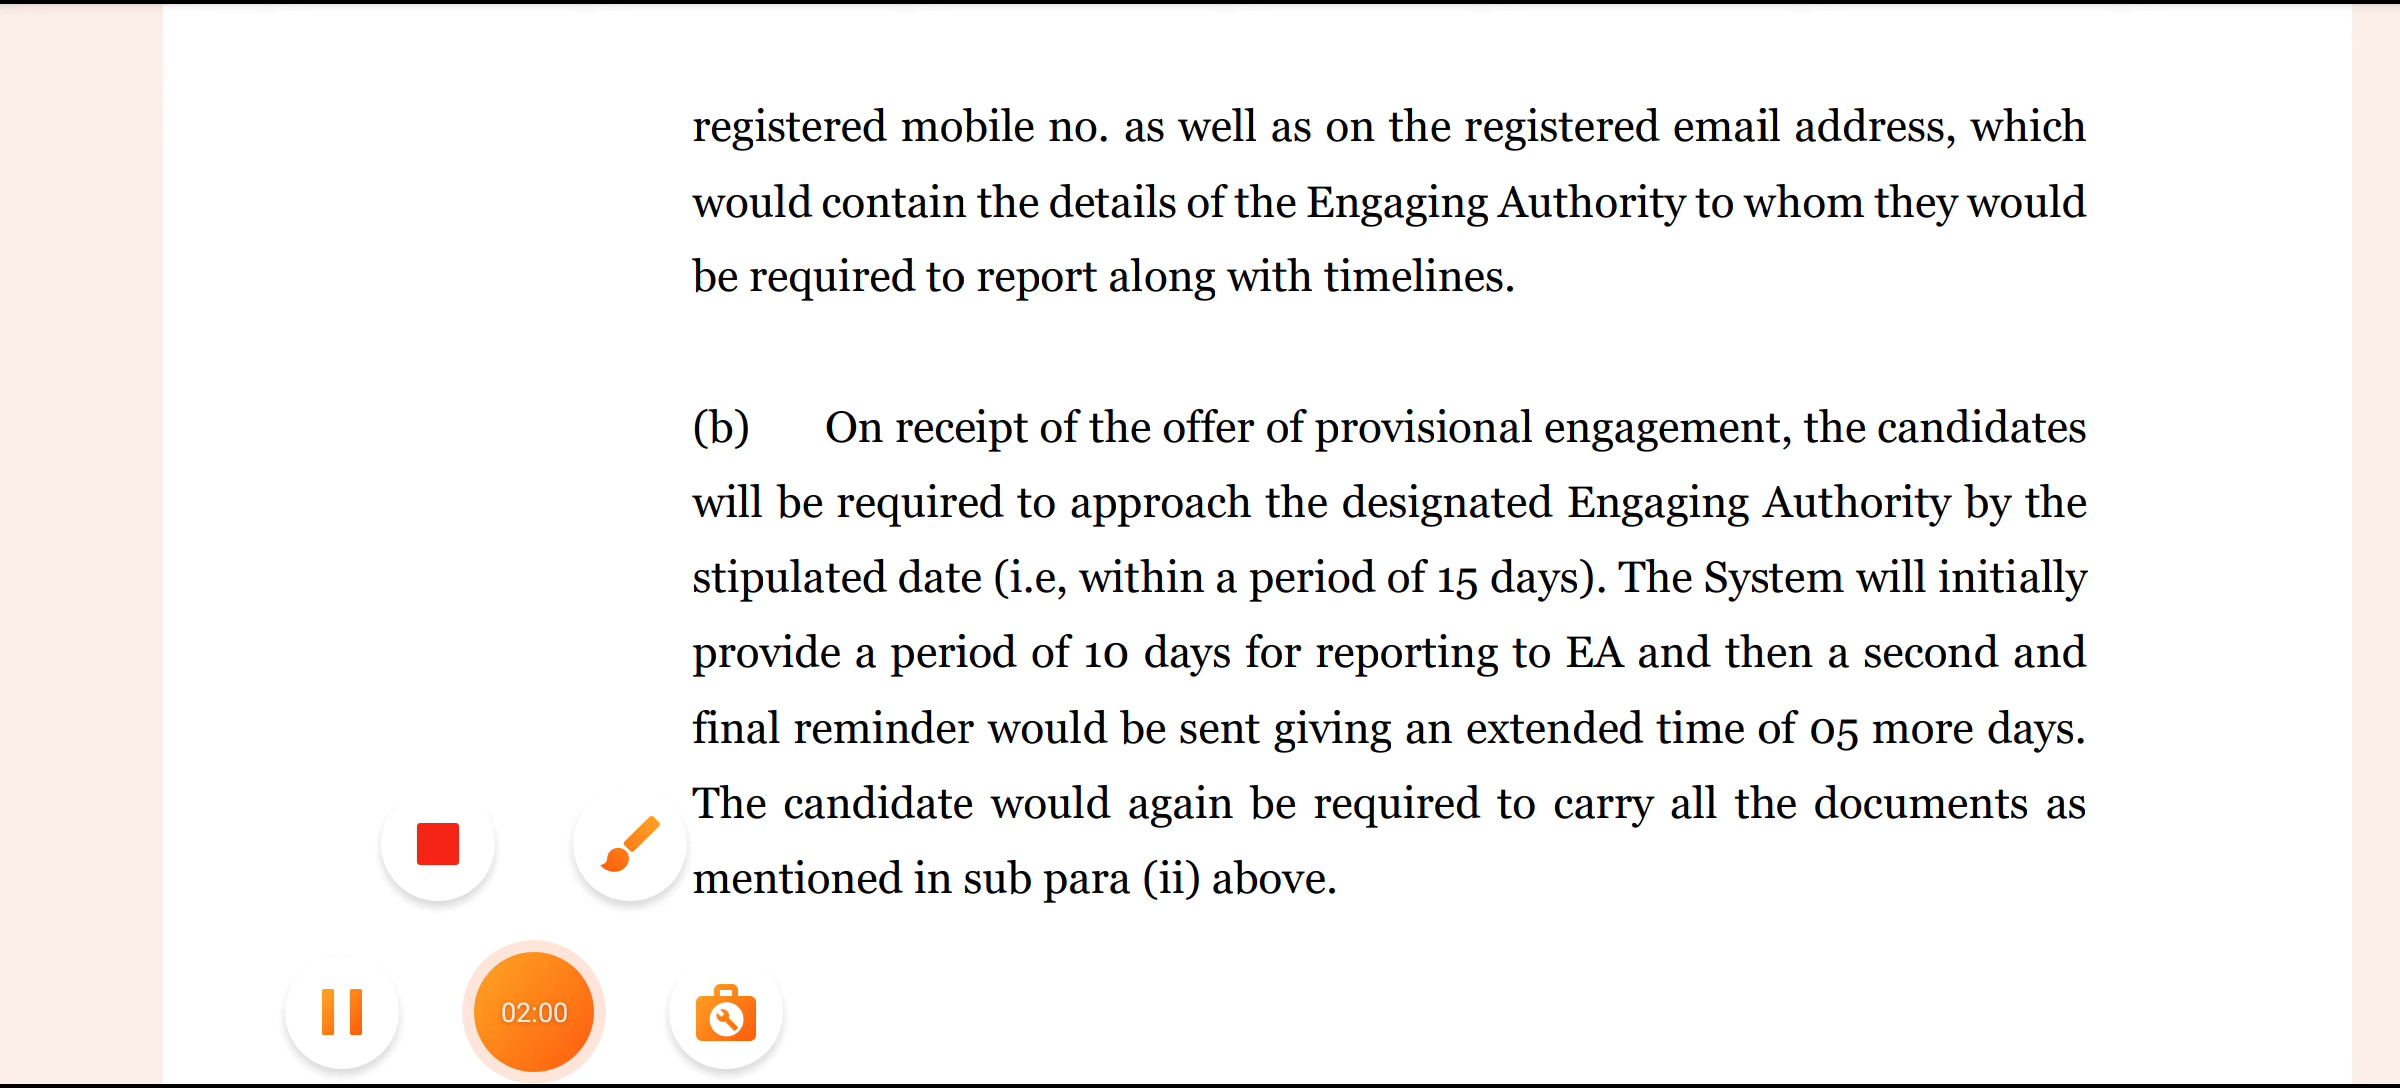 registered mobile no. as well as on the registered email address, which
would contain the details of the Engaging Authority to whom they would
be required to report along with timelines.
(b) On receipt of the offer of provisional engagement, the candidates
will be required to approach the designated Engaging Authority by the
stipulated date (i.e, within a period of 15 days). The System will initially
provide a period of 10 days for reporting to EA and then a second and
final reminder would be sent giving an extended time of 05 more days.
The candidate would again be required to carry all the documents as
mentioned in sub para (ii) above.
02:00